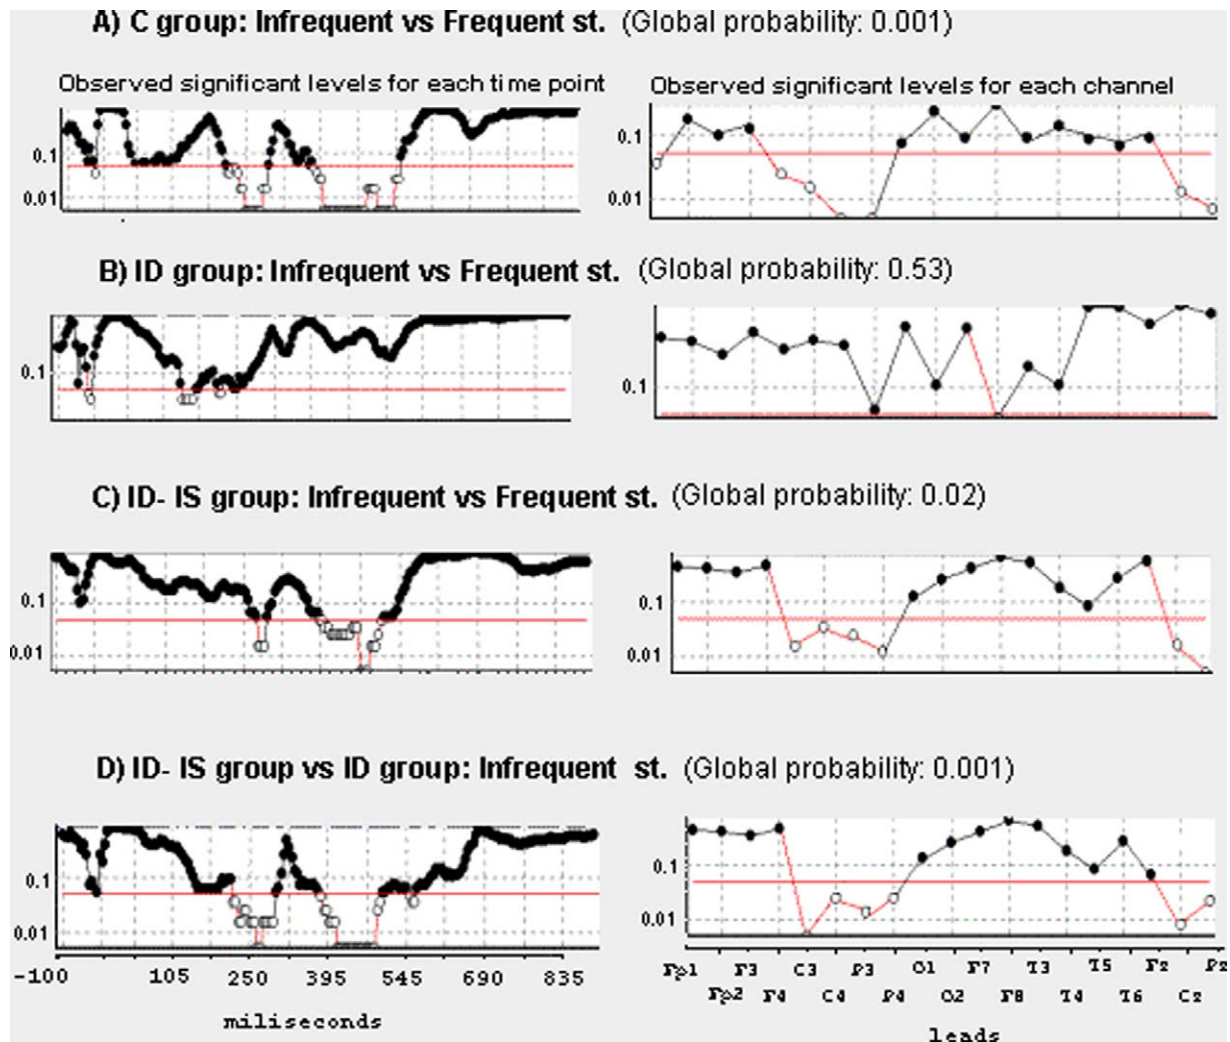 A) C group: Infrequent vs Frequent st. (Global probability: 0.001)
Observed significant levels for each time point
Observed significant levels for each channel
0.1
0.01
0.1
0.01
B) ID group: Infrequent vs Frequent st. (Global probability: 0.53)
0.1
0.1
C) ID- IS group: Infrequent vs Frequent st. (Global probability: 0.02)
0.1
0.01
0.1
0.01
D) ID- IS group vs ID group: Infrequent st. (Global probability: 0.001)
0.1
0.01
0.1
0.01
-100 105 250 395 545 690 835
miliseconds
Fp1 F3 C3 P3 O1 F7 T3 T5 Fz Pz
Fp2 F4 C4 P4 O2 F8 T4 T6 Cz
leads